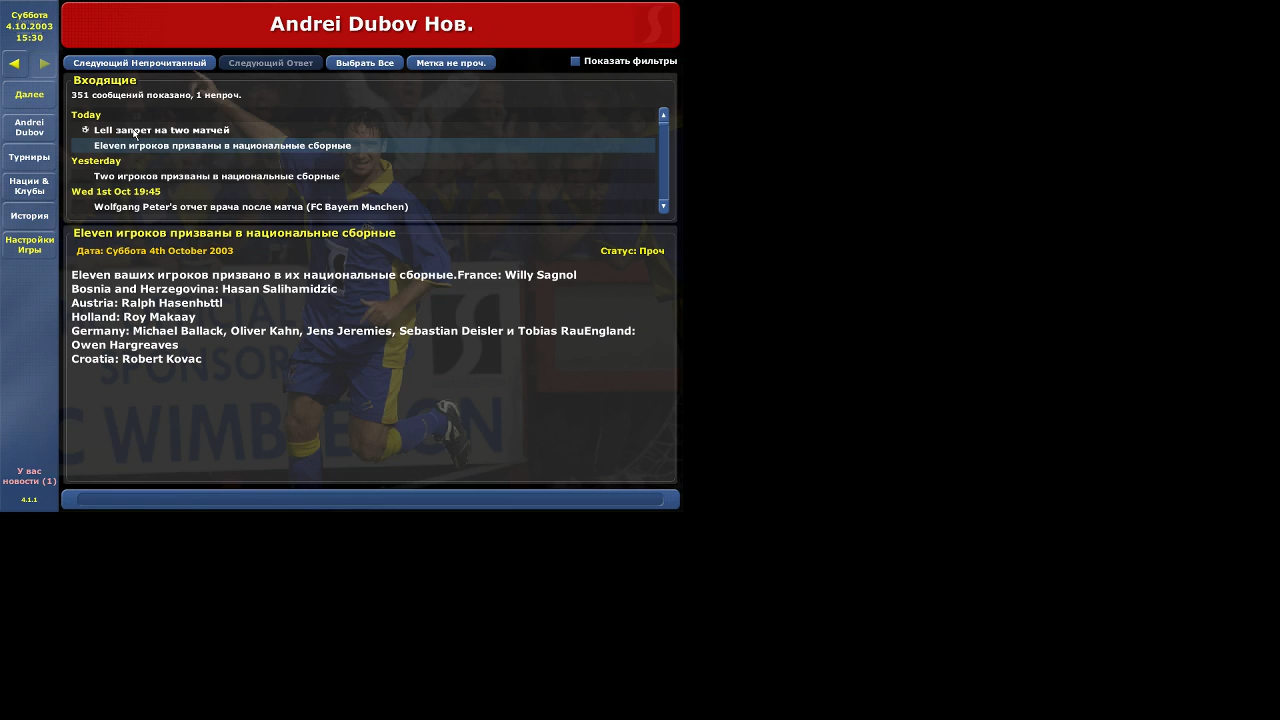 Суббота
4.10.2003
15:30
Andrei Dubov Нов.
Следующий Непрочитанный
Следующий Ответ
Выбрать Все
Метка не проч.
Показать фильтры
Далее
Andrei
Dubov
Турниры
Нации &
Клубы
История
Настройки
Игры
У вас
новости (1)
4.1.1
Входящие
351 сообщений показано, 1 непроч.
Today
Lell запрет на two матчей
Eleven игроков призваны в национальные сборные
Yesterday
Two игроков призваны в национальные сборные
Wed 1st Oct 19:45
Wolfgang Peter's отчет врача после матча (FC Bayern Mьnchen)
Eleven игроков призваны в национальные сборные
Дата: Суббота 4th October 2003
Статус: Проч
Eleven ваших игроков призвано в их национальные сборные.France: Willy Sagnol
Bosnia and Herzegovina: Hasan Salihamidzic
Austria: Ralph Hasenhьttl
Holland: Roy Makaay
Germany: Michael Ballack, Oliver Kahn, Jens Jeremies, Sebastian Deisler и Tobias RauEngland:
Owen Hargreaves
Croatia: Robert Kovac
SPONSOR
WIMB